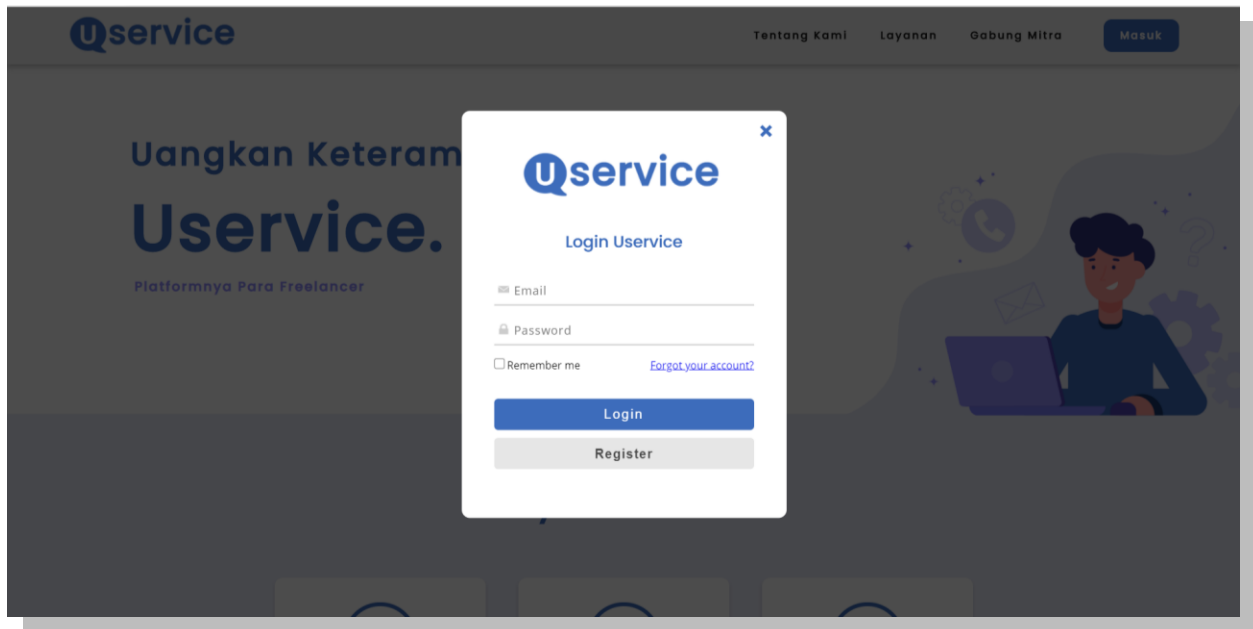 Uservice
Tentang Kami Layanan Gabung Mitra Masuk
Uangkan Keteram
Uservice.
Platformnya Para Freelancer
Uservice
Login Uservice
Email
Password
Remember me Forgot your account?
Login
Register